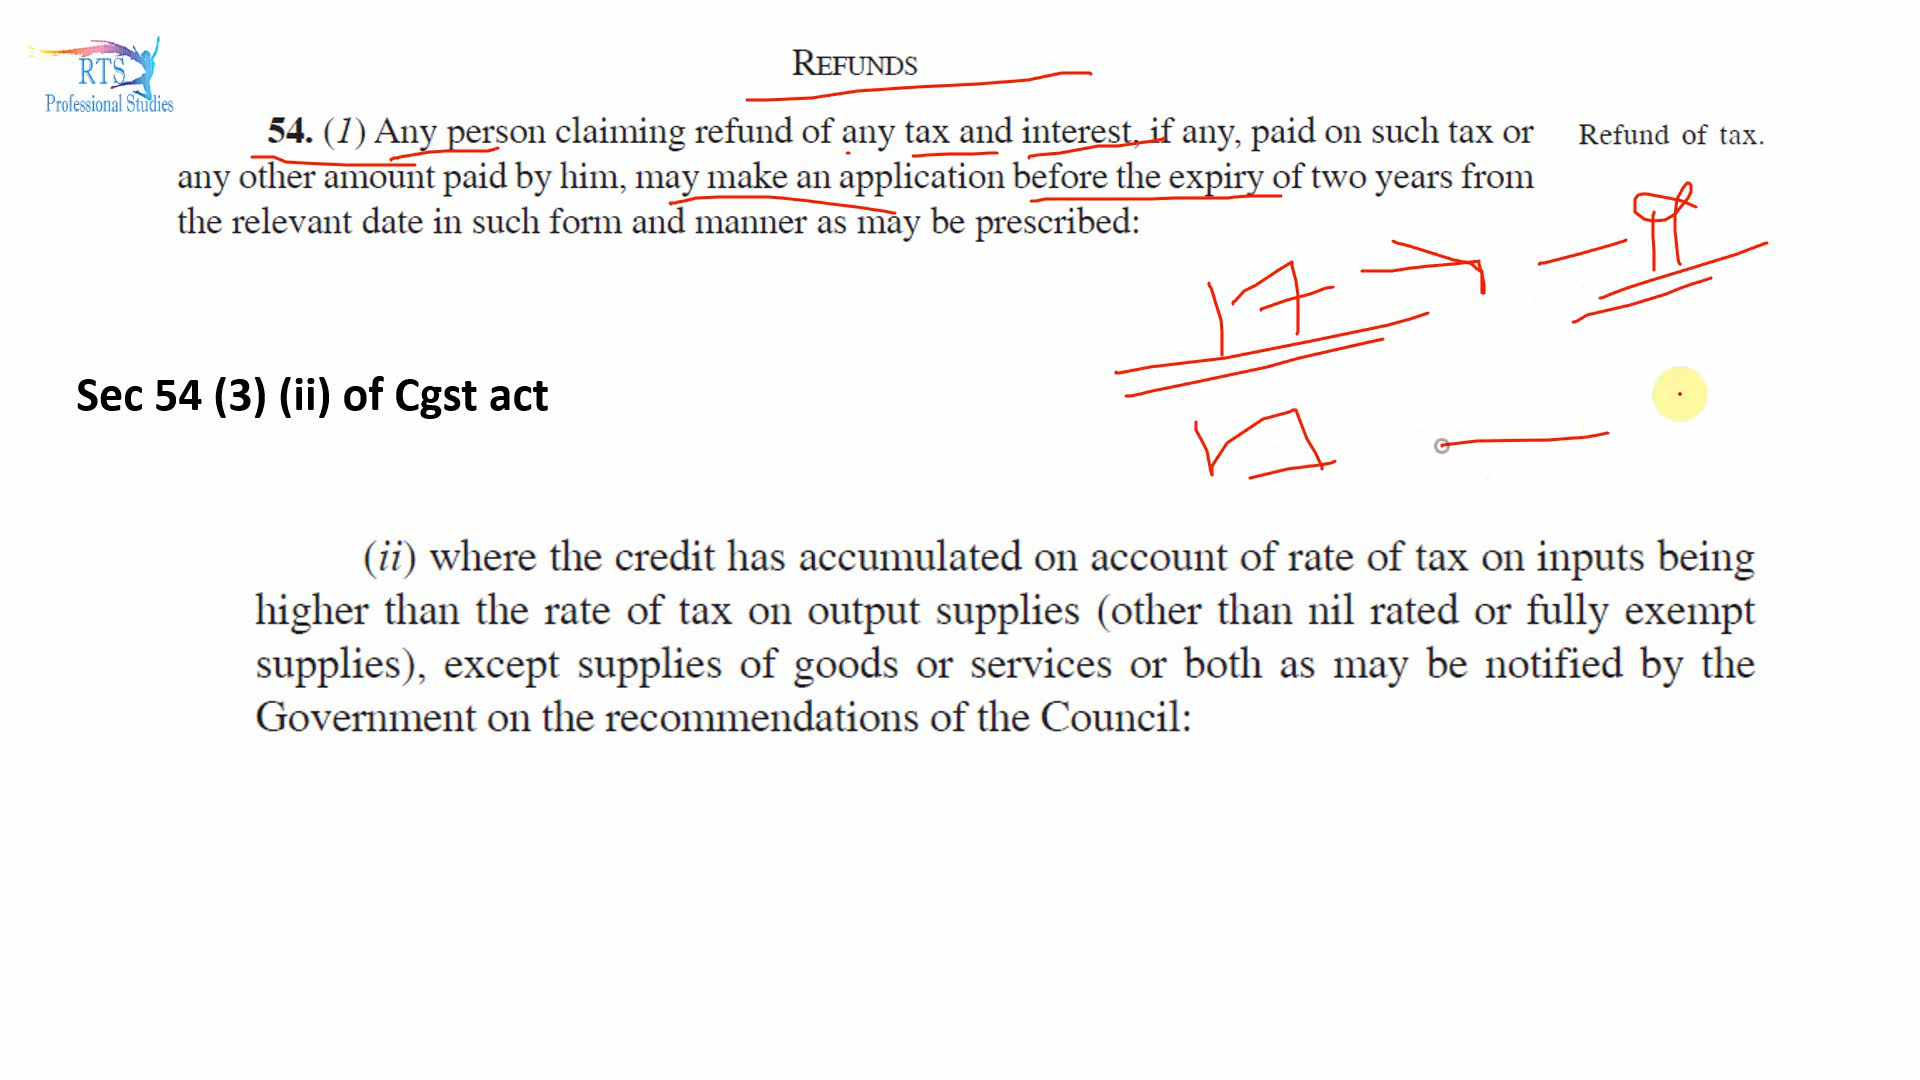 RTS
Professional Studies
REFUNDS
54. (1) Any person claiming refund of any tax and interest, if any, paid on such tax or
any other amount paid by him, may make an application before the expiry of two years from
the relevant date in such form and manner as may be prescribed:
Refund of tax.
17
Sec 54 (3) (ii) of Cgst act
(ii) where the credit has accumulated on account of rate of tax on inputs being
higher than the rate of tax on output supplies (other than nil rated or fully exempt
supplies), except supplies of goods or services or both as may be notified by the
Government on the recommendations of the Council: